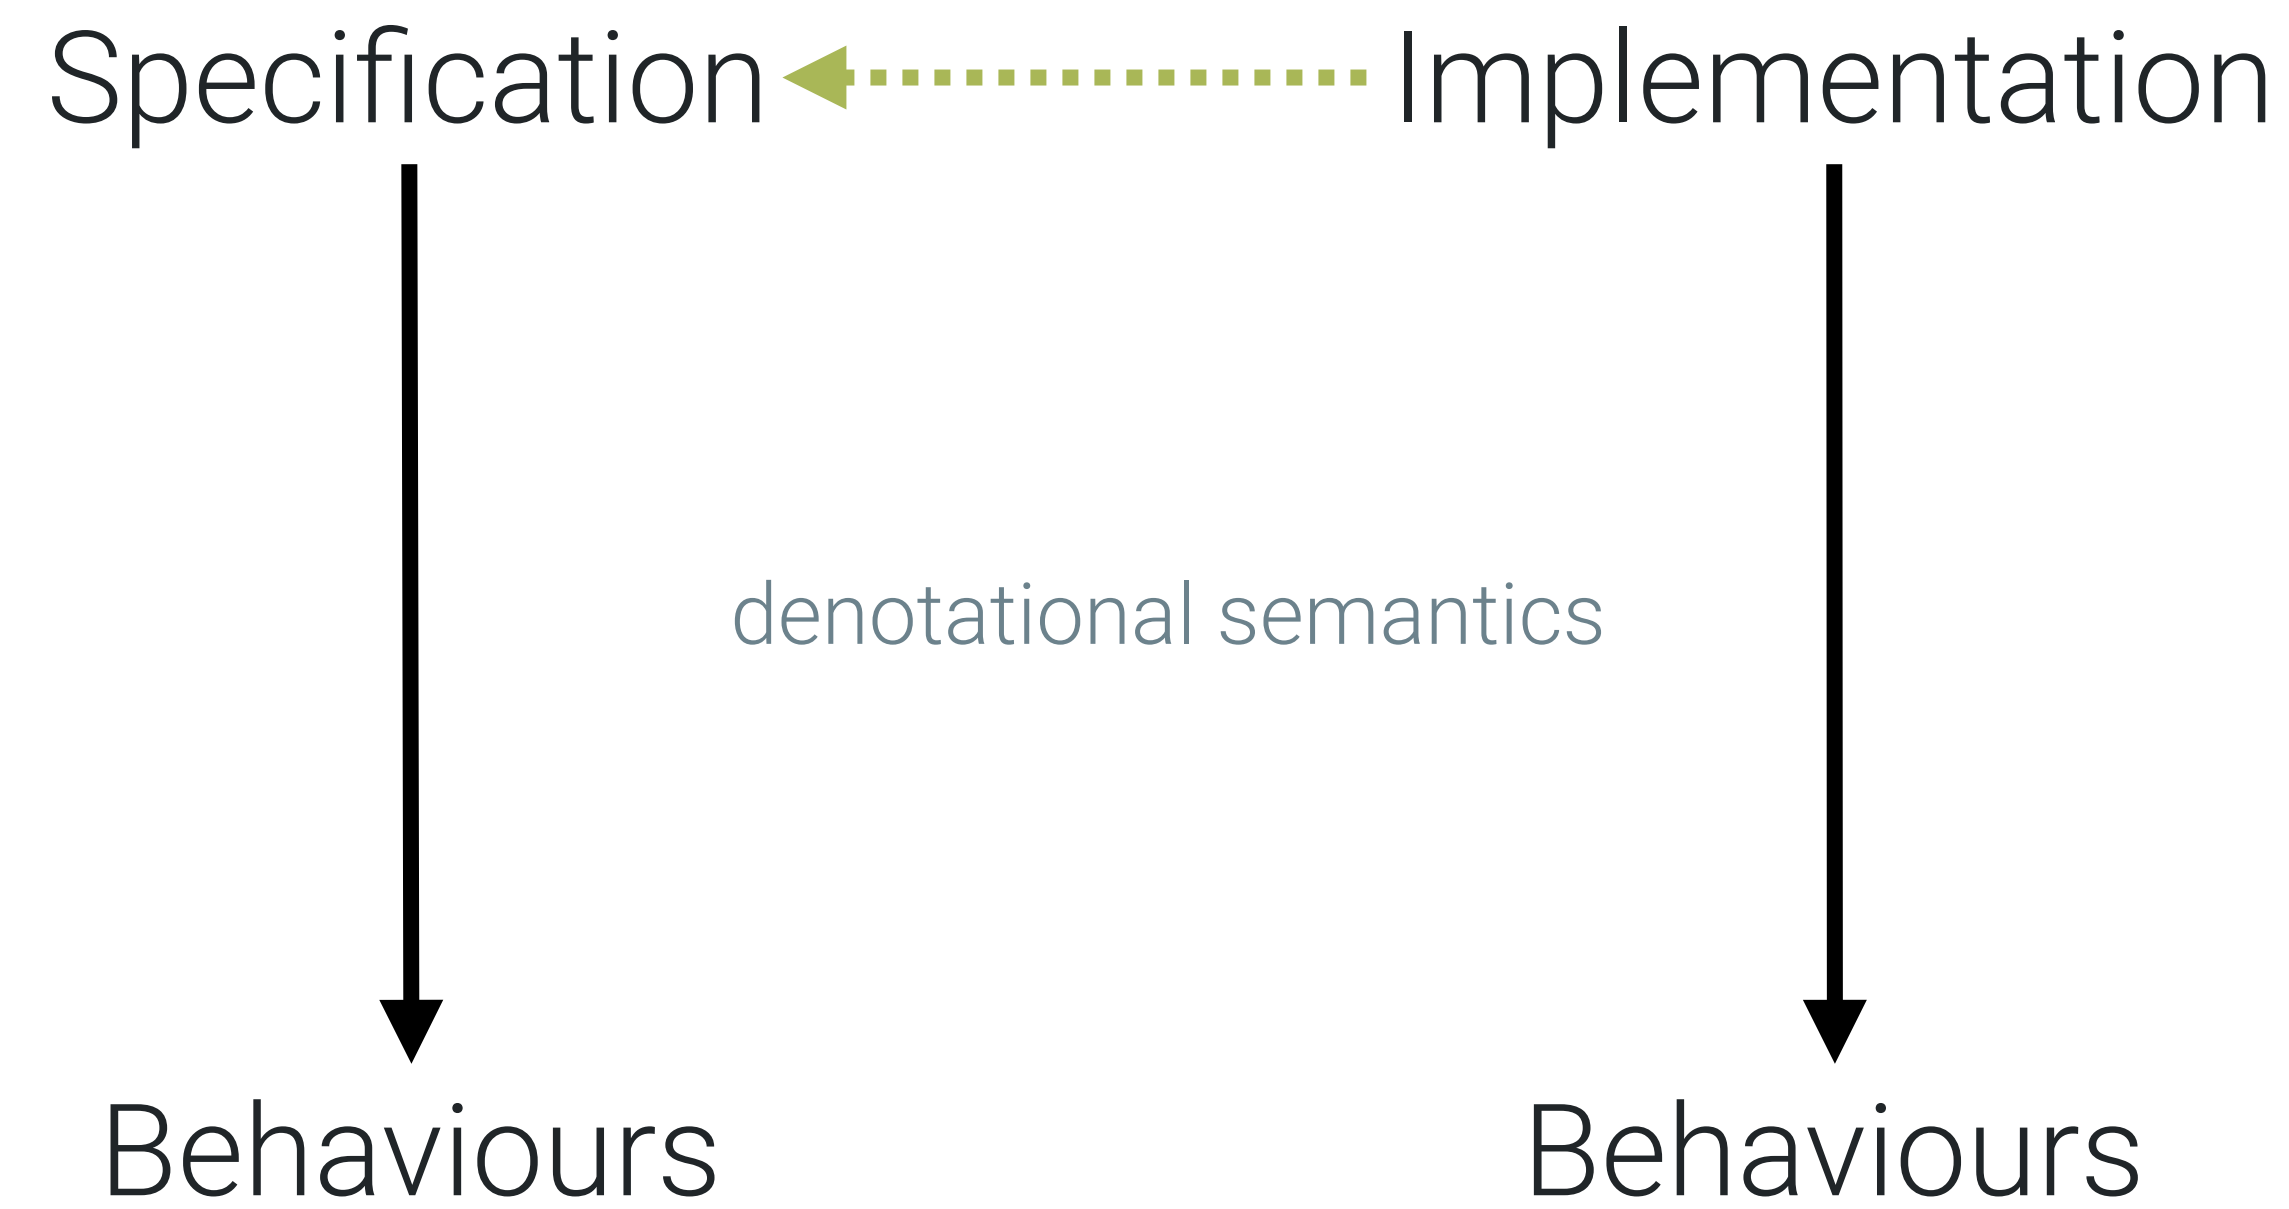 Specification Implementation
denotational semantics
Behaviours Behaviours